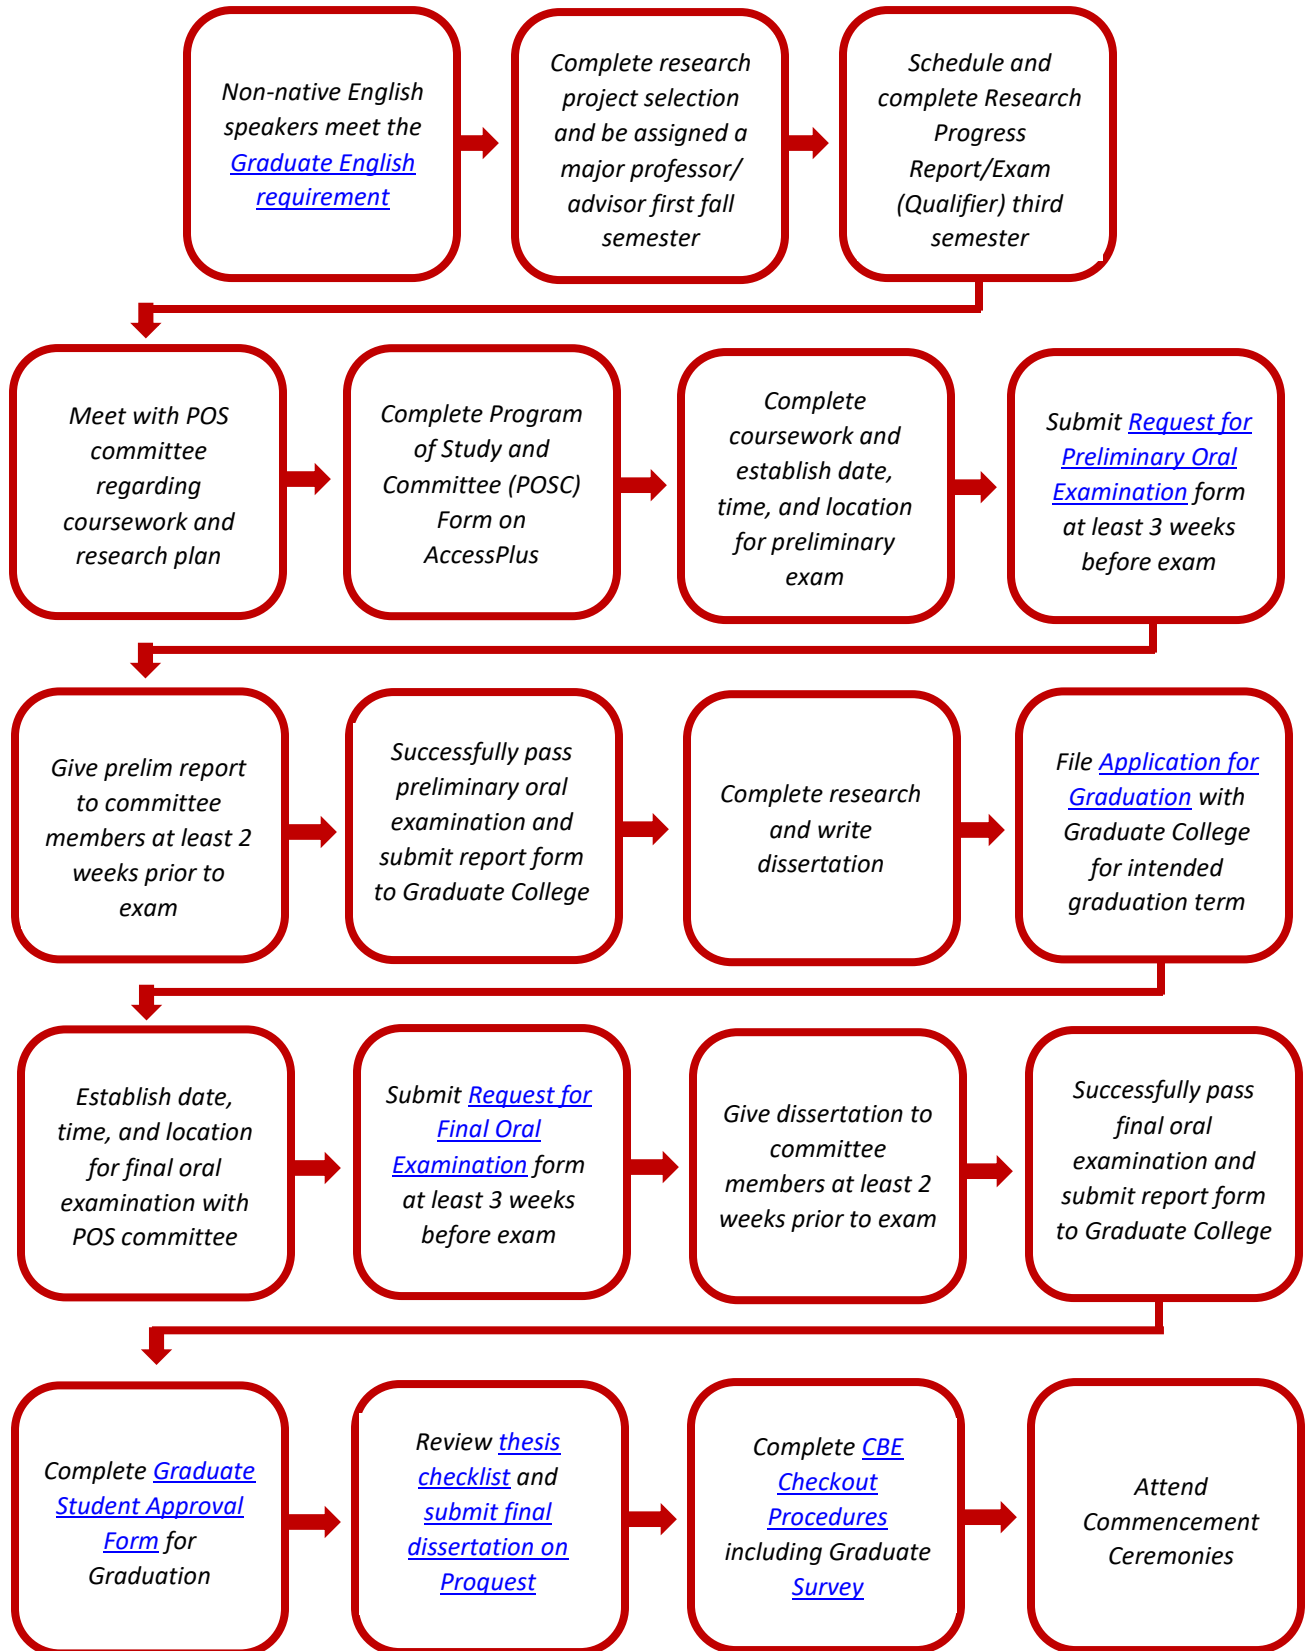 Non-native English
speakers meet the
Graduate English
requirement
Complete research
project selection
and be assigned a
major professor/
advisor first fall
semester
Schedule and
complete Research
Progress
Report/Exam
(Qualifier) third
semester
Meet with POS
committee
regarding
coursework and
research plan
Complete Program
of Study and
Committee (POSC)
Form on
AccessPlus
Complete
coursework and
establish date,
time, and location
for preliminary
exam
Submit Request for
Preliminary Oral
Examination form
at least 3 weeks
before exam
Give prelim report
to committee
members at least 2
weeks prior to
exam
Successfully pass
preliminary oral
examination and
submit report form
to Graduate College
Complete research
and write
dissertation
File Application for
Graduation with
Graduate College
for intended
graduation term
Establish date,
time, and location
for final oral
examination with
POS committee
Submit Request for
Final Oral
Examination form
at least 3 weeks
before exam
Give dissertation to
committee
members at least 2
weeks prior to exam
Successfully pass
final oral
examination and
submit report form
to Graduate College
Complete Graduate
Student Approval
Form for
Graduation
Review thesis
checklist and
submit final
dissertation on
Proquest
Complete CBE
Checkout
Procedures
including Graduate
Survey
Attend
Commencement
Ceremonies